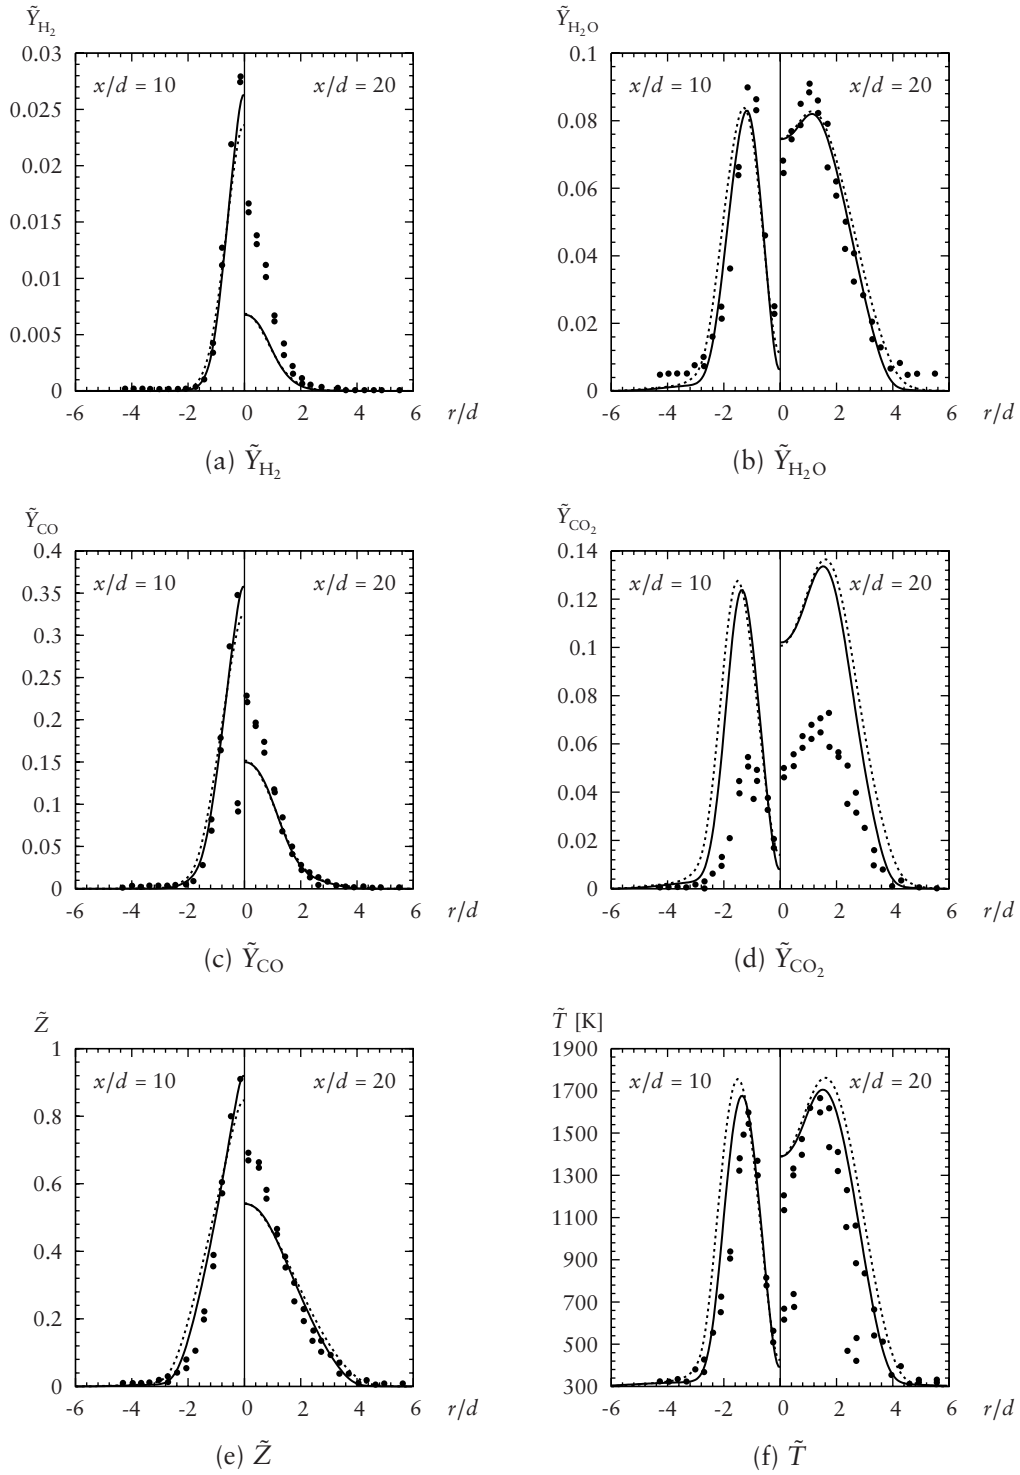 Ỹ_H₂
0.03
0.025
0.02
0.015
0.01
0.005
0
x/d = 10
x/d = 20
-6 -4 -2 0 2 4 6 r/d
(a) Ỹ_H₂
Ỹ_H₂O
0.1
0.08
0.06
0.04
0.02
0
x/d = 10
x/d = 20
-6 -4 -2 0 2 4 6 r/d
(b) Ỹ_H₂O
Ỹ_CO
0.4
0.35
0.3
0.25
0.2
0.15
0.1
0.05
0
x/d = 10
x/d = 20
-6 -4 -2 0 2 4 6 r/d
(c) Ỹ_CO
Ỹ_CO₂
0.14
0.12
0.1
0.08
0.06
0.04
0.02
0
x/d = 10
x/d = 20
-6 -4 -2 0 2 4 6 r/d
(d) Ỹ_CO₂
Z̃
1
0.8
0.6
0.4
0.2
0
x/d = 10
x/d = 20
-6 -4 -2 0 2 4 6 r/d
(e) Z̃
T̃ [K]
1900
1700
1500
1300
1100
900
700
500
300
x/d = 10
x/d = 20
-6 -4 -2 0 2 4 6 r/d
(f) T̃